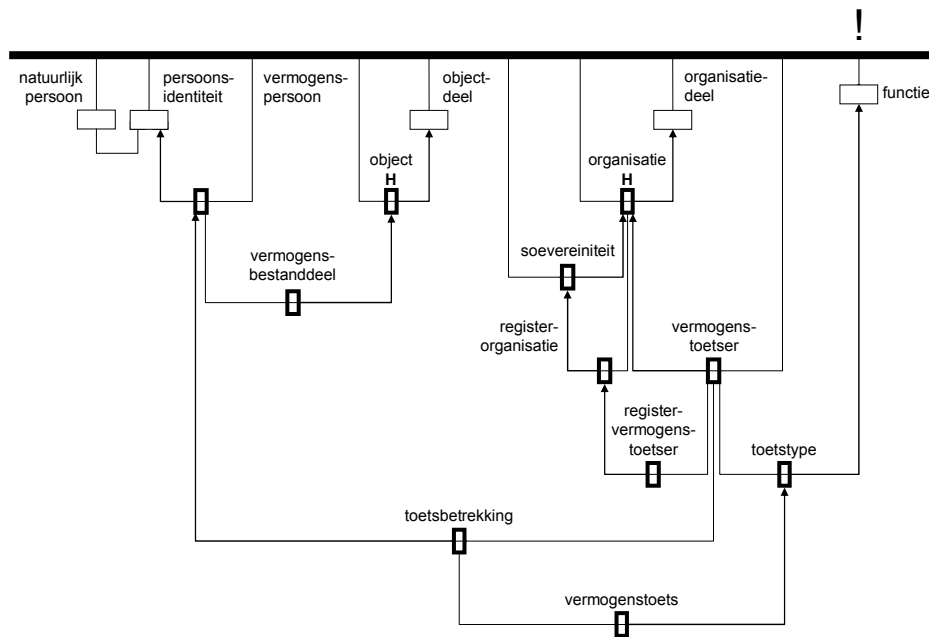 !
natuurlijk
persoon
persoons-
identiteit
vermogens-
persoon
object-
deel
organisatie-
deel
functie
object
H
organisatie
H
soevereiniteit
vermogens-
bestanddeel
register-
organisatie
vermogens-
toetser
register-
vermogens-
toetser
toetstype
toetsbetrekking
vermogenstoets